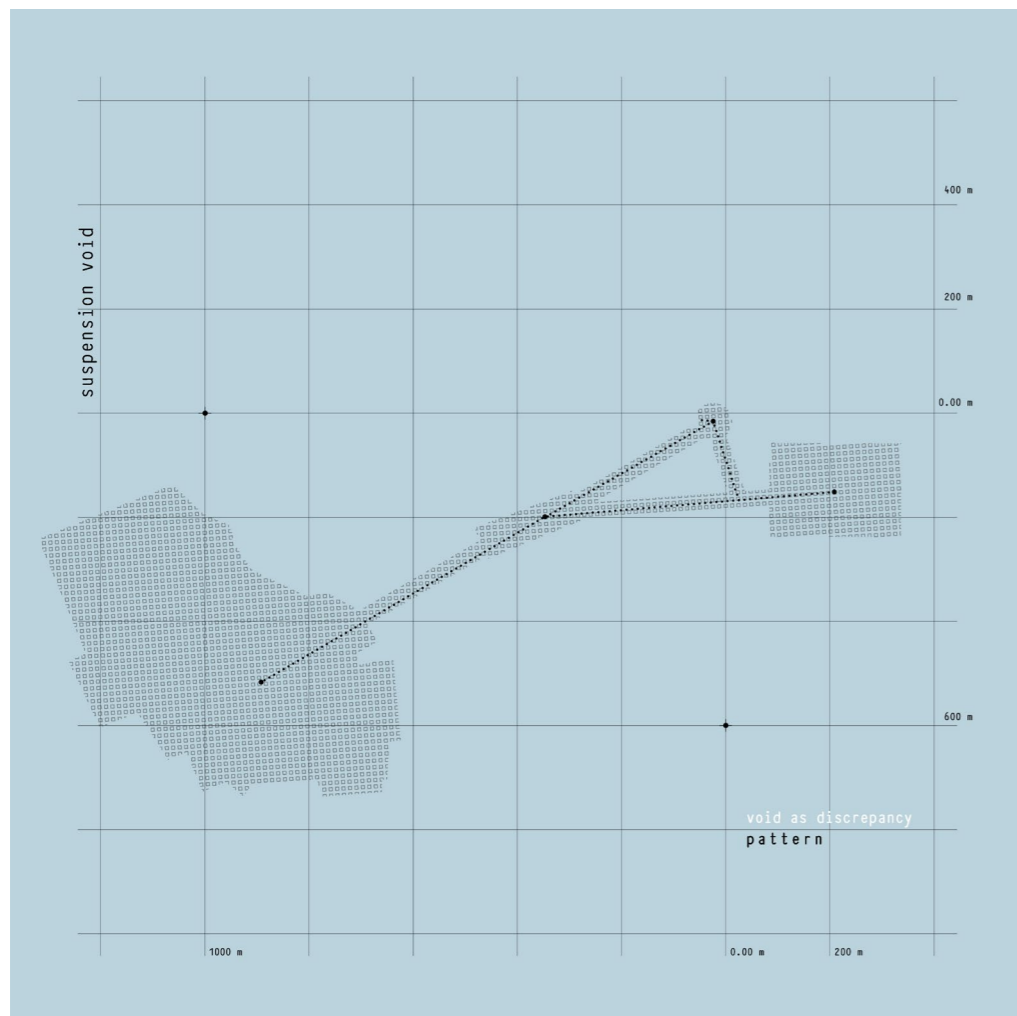 suspension void
400 m
200 m
0.00 m
600 m
void as discrepancy
pattern
1000 m
0.00 m
200 m